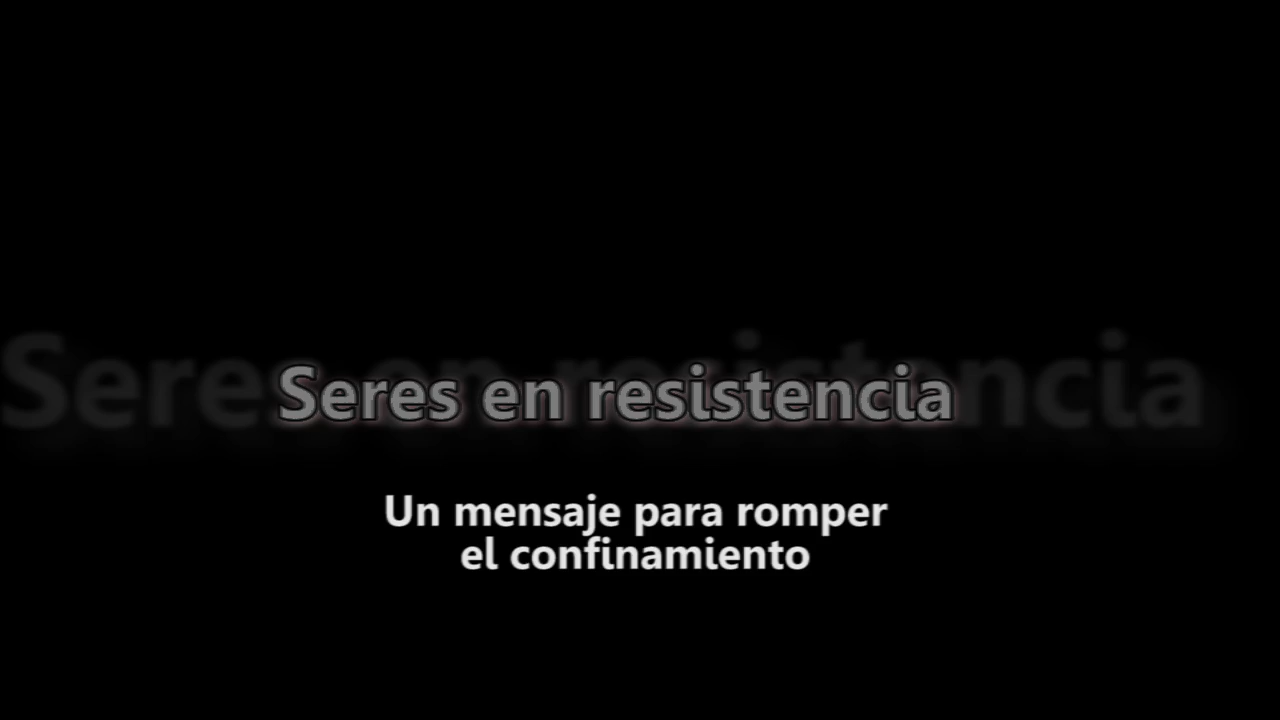 Seres en resistencia
Un mensaje para romper
el confinamiento